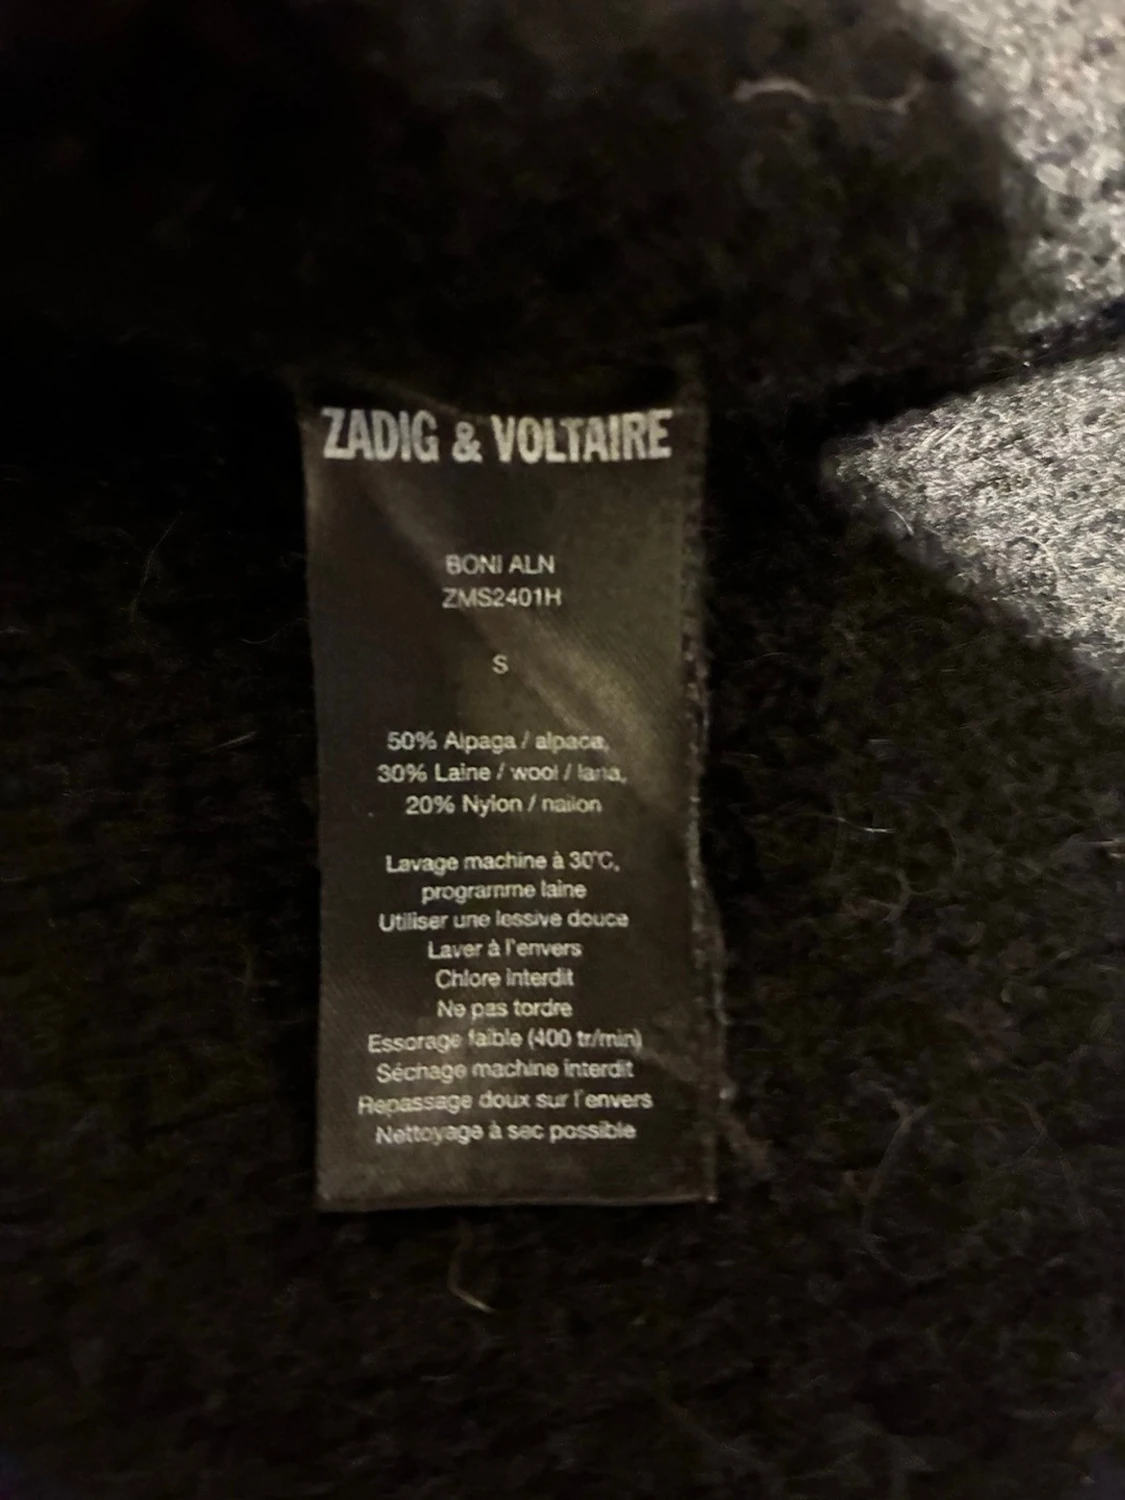 ZADIG & VOLTAIRE
BONI ALN
ZMS2401H
S
50% Alpaga / alpaca,
30% Laine / wool / lana,
20% Nylon / nailon
Lavage machine à 30°C,
programme laine
Utiliser une lessive douce
Laver à l'envers
Chlore interdit
Ne pas tordre
Essorage faible (400 tr/min)
Séchage machine interdit
Repassage doux sur l'envers
Nettoyage à sec possible